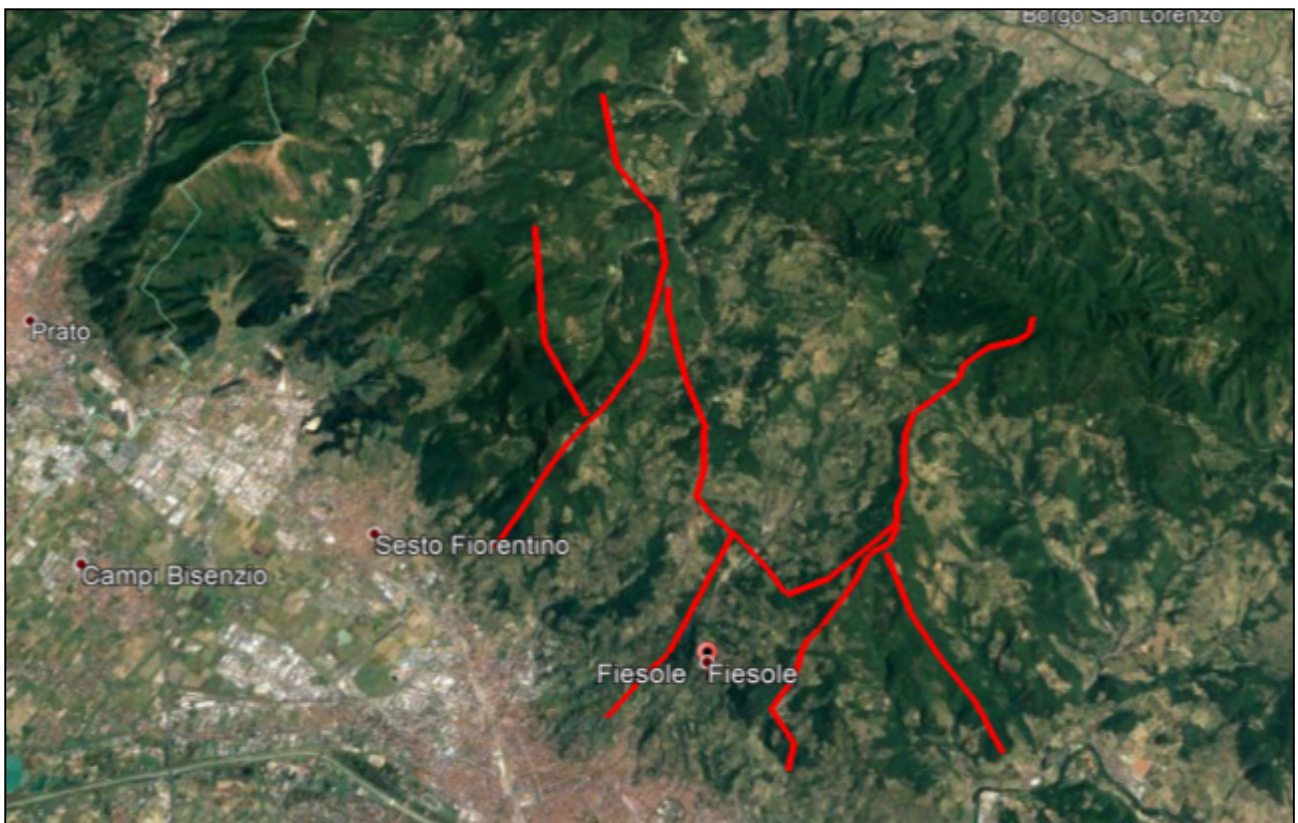 Borgo San Lorenzo
Prato
Sesto Fiorentino
Campi Bisenzio
Fiesole Fiesole